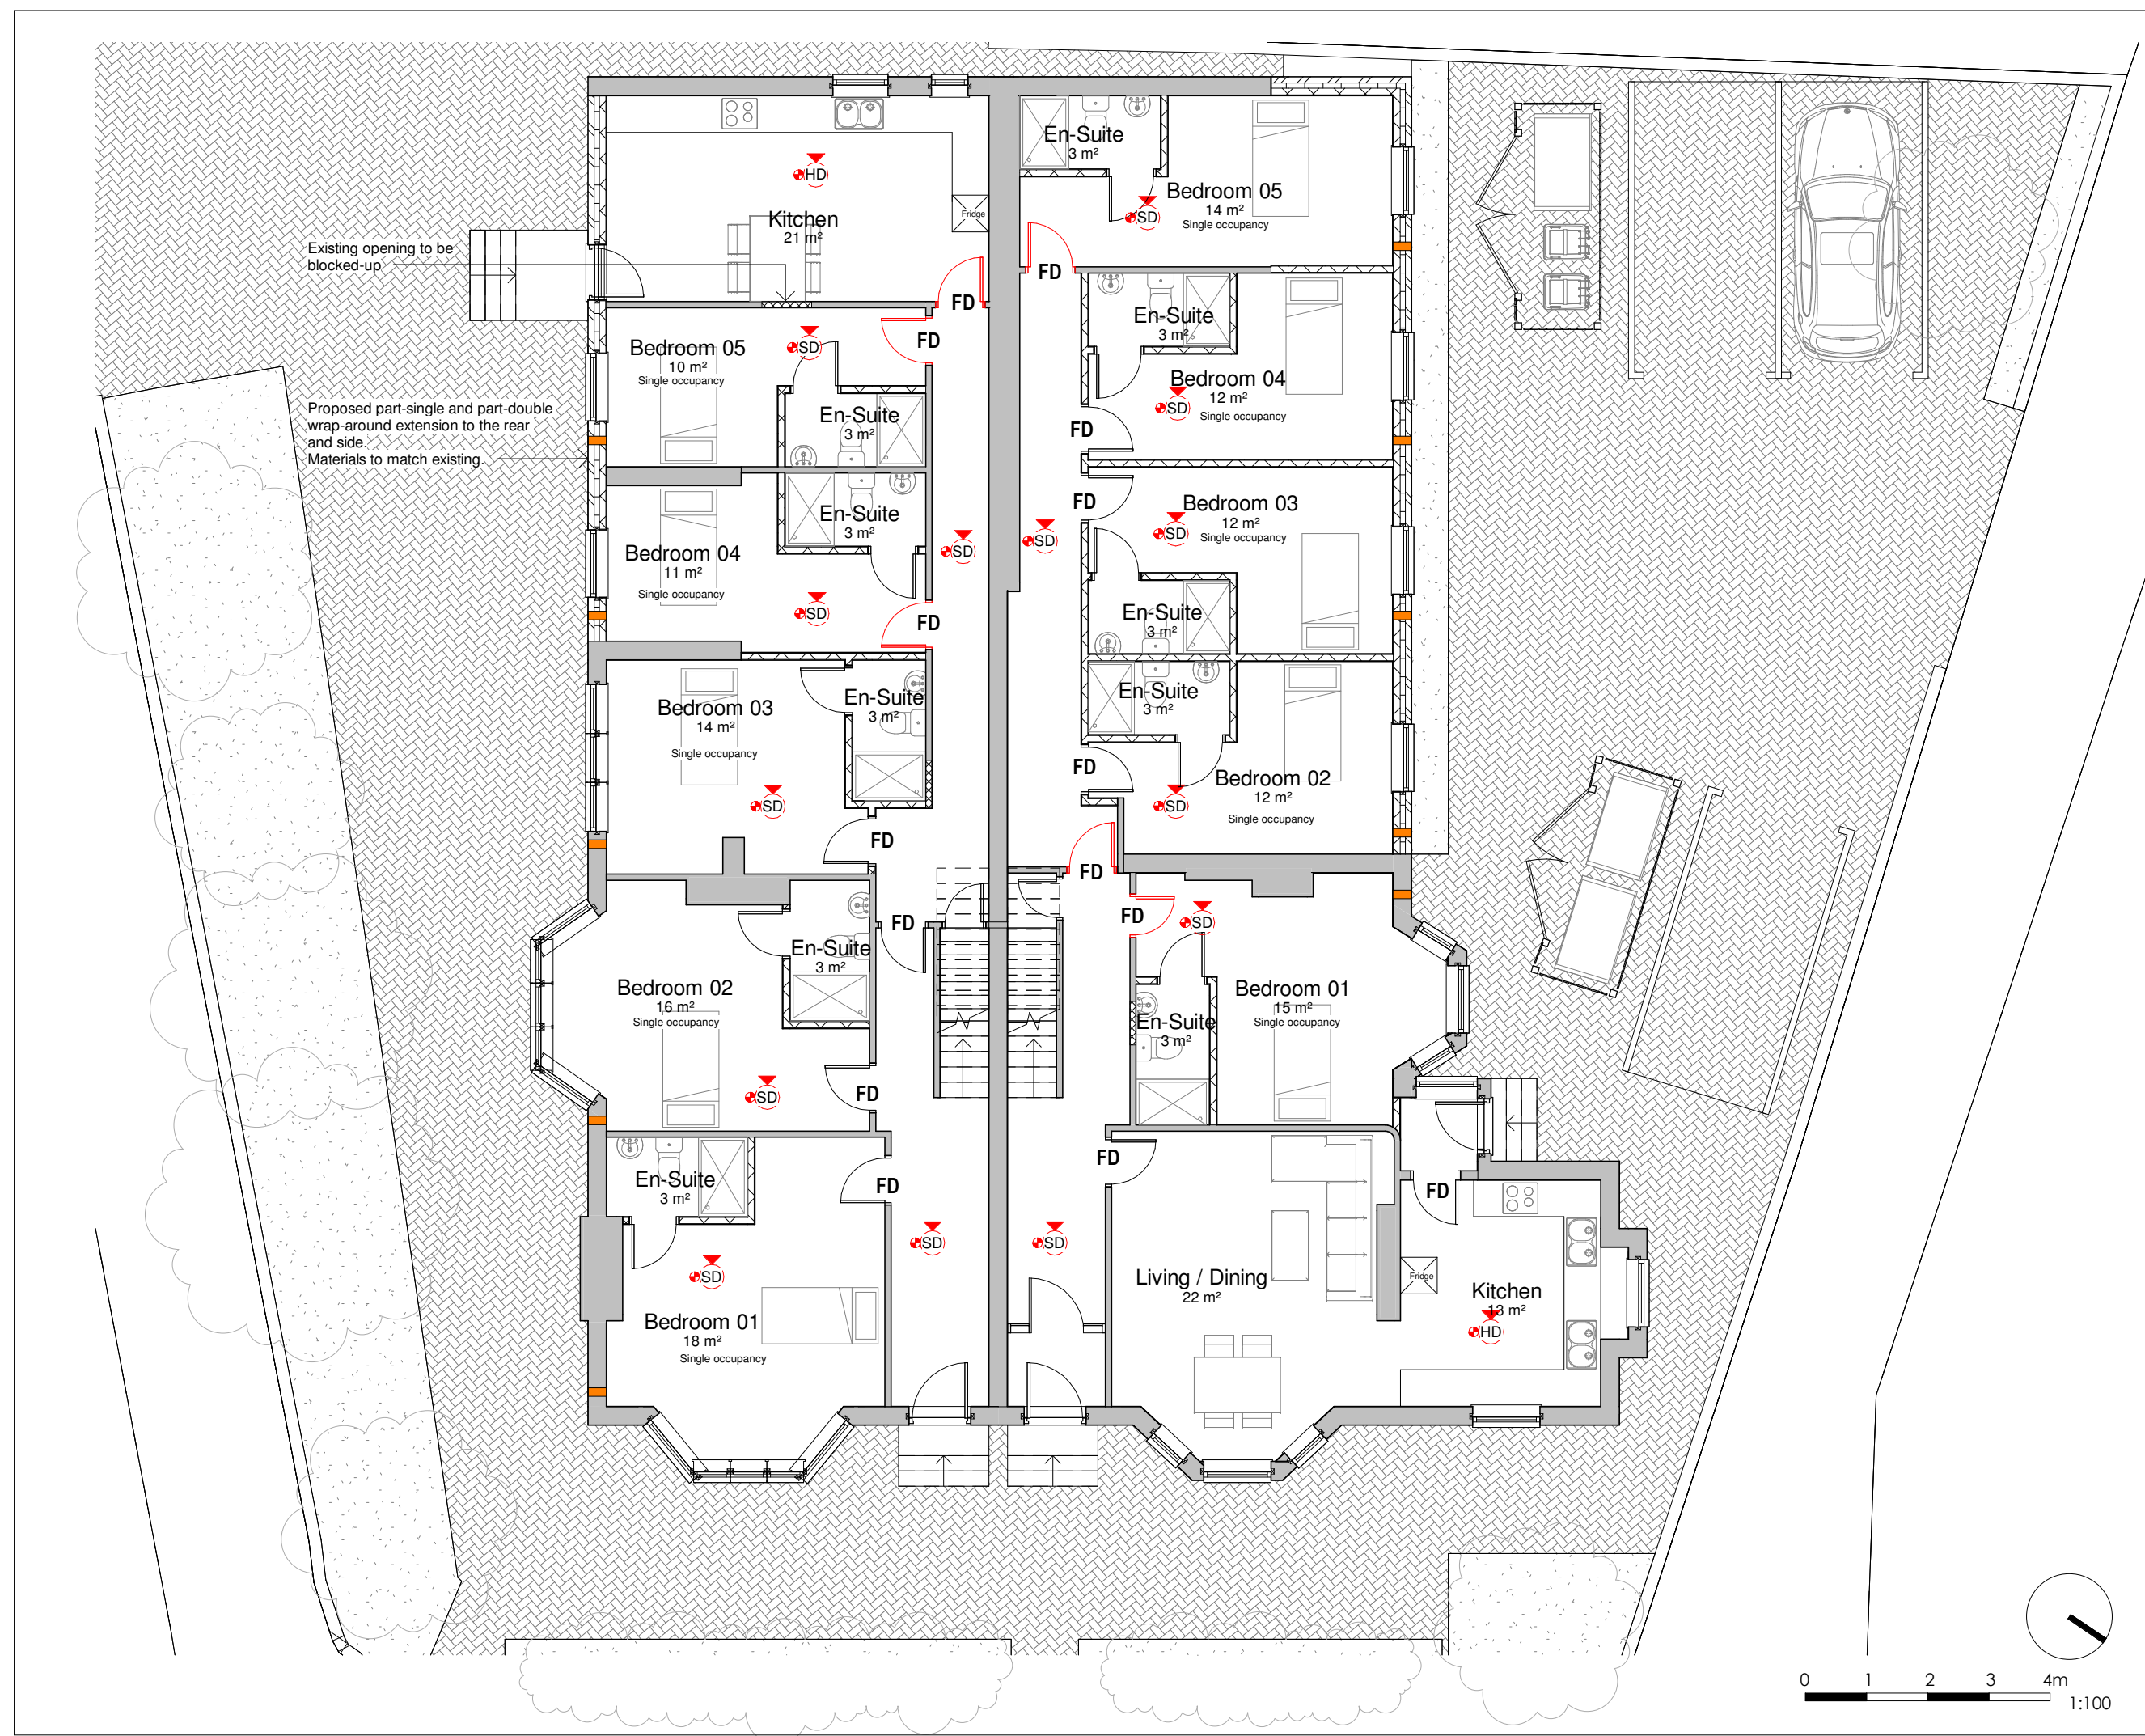 En-Suite
3 m²
HD
Bedroom 05
14 m²
Single occupancy
SD
Kitchen
21 m²
Fridge
Existing opening to be
blocked-up
FD
FD
FD
En-Suite
3 m²
Bedroom 05
10 m²
Single occupancy
SD
Bedroom 04
12 m²
Single occupancy
SD
Proposed part-single and part-double
wrap-around extension to the rear
and side.
Materials to match existing.
En-Suite
3 m²
FD
En-Suite
3 m²
FD
Bedroom 03
12 m²
Single occupancy
SD
SD
SD
Bedroom 04
11 m²
Single occupancy
SD
FD
En-Suite
3 m²
Bedroom 03
14 m²
Single occupancy
En-Suite
3 m²
En-Suite
3 m²
SD
FD
FD
Bedroom 02
12 m²
Single occupancy
SD
FD
FD
FD
SD
En-Suite
3 m²
Bedroom 02
16 m²
Single occupancy
Bedroom 01
15 m²
Single occupancy
En-Suite
3 m²
SD
FD
FD
En-Suite
3 m²
FD
FD
SD
SD
SD
Bedroom 01
18 m²
Single occupancy
Living / Dining
22 m²
Fridge
Kitchen
13 m²
HD
0 1 2 3 4m
1:100